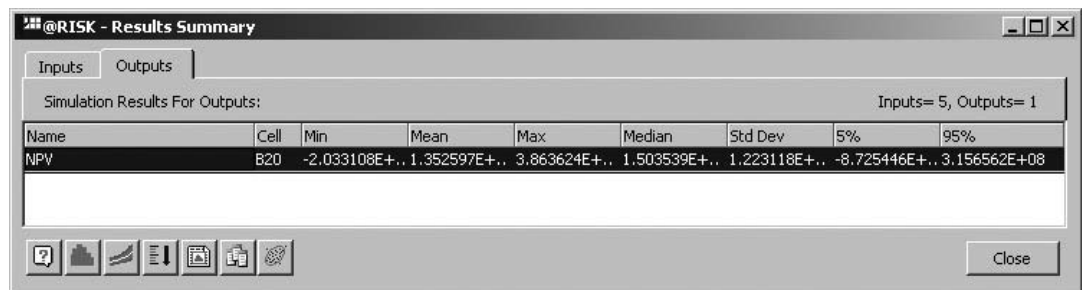 @RISK - Results Summary
Inputs Outputs
Simulation Results For Outputs: Inputs= 5, Outputs= 1
Name Cell Min Mean Max Median Std Dev 5% 95%
NPV B20 -2.033108E+.. 1.352597E+.. 3.863624E+.. 1.503539E+.. 1.223118E+.. -8.725446E+.. 3.156562E+08
Close